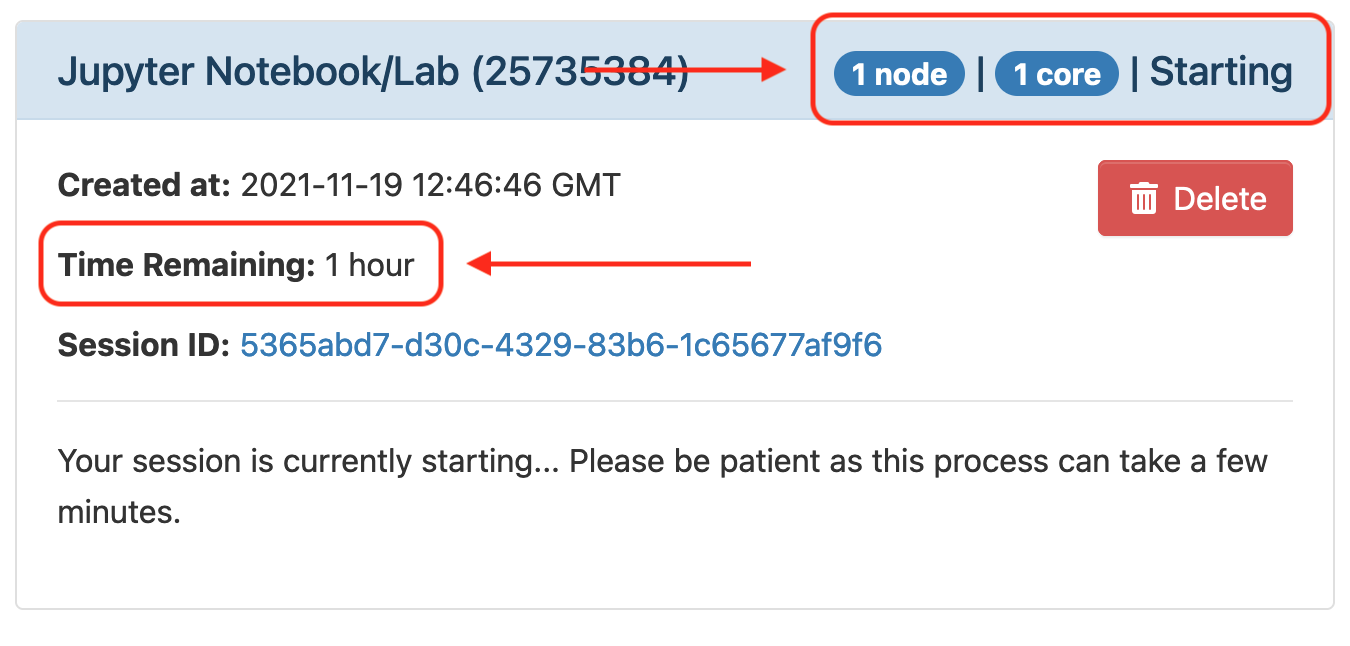 Jupyter Notebook/Lab (25735384) 1 node | 1 core | Starting
Created at: 2021-11-19 12:46:46 GMT
Delete
Time Remaining: 1 hour
Session ID: 5365abd7-d30c-4329-83b6-1c65677af9f6
Your session is currently starting... Please be patient as this process can take a few
minutes.